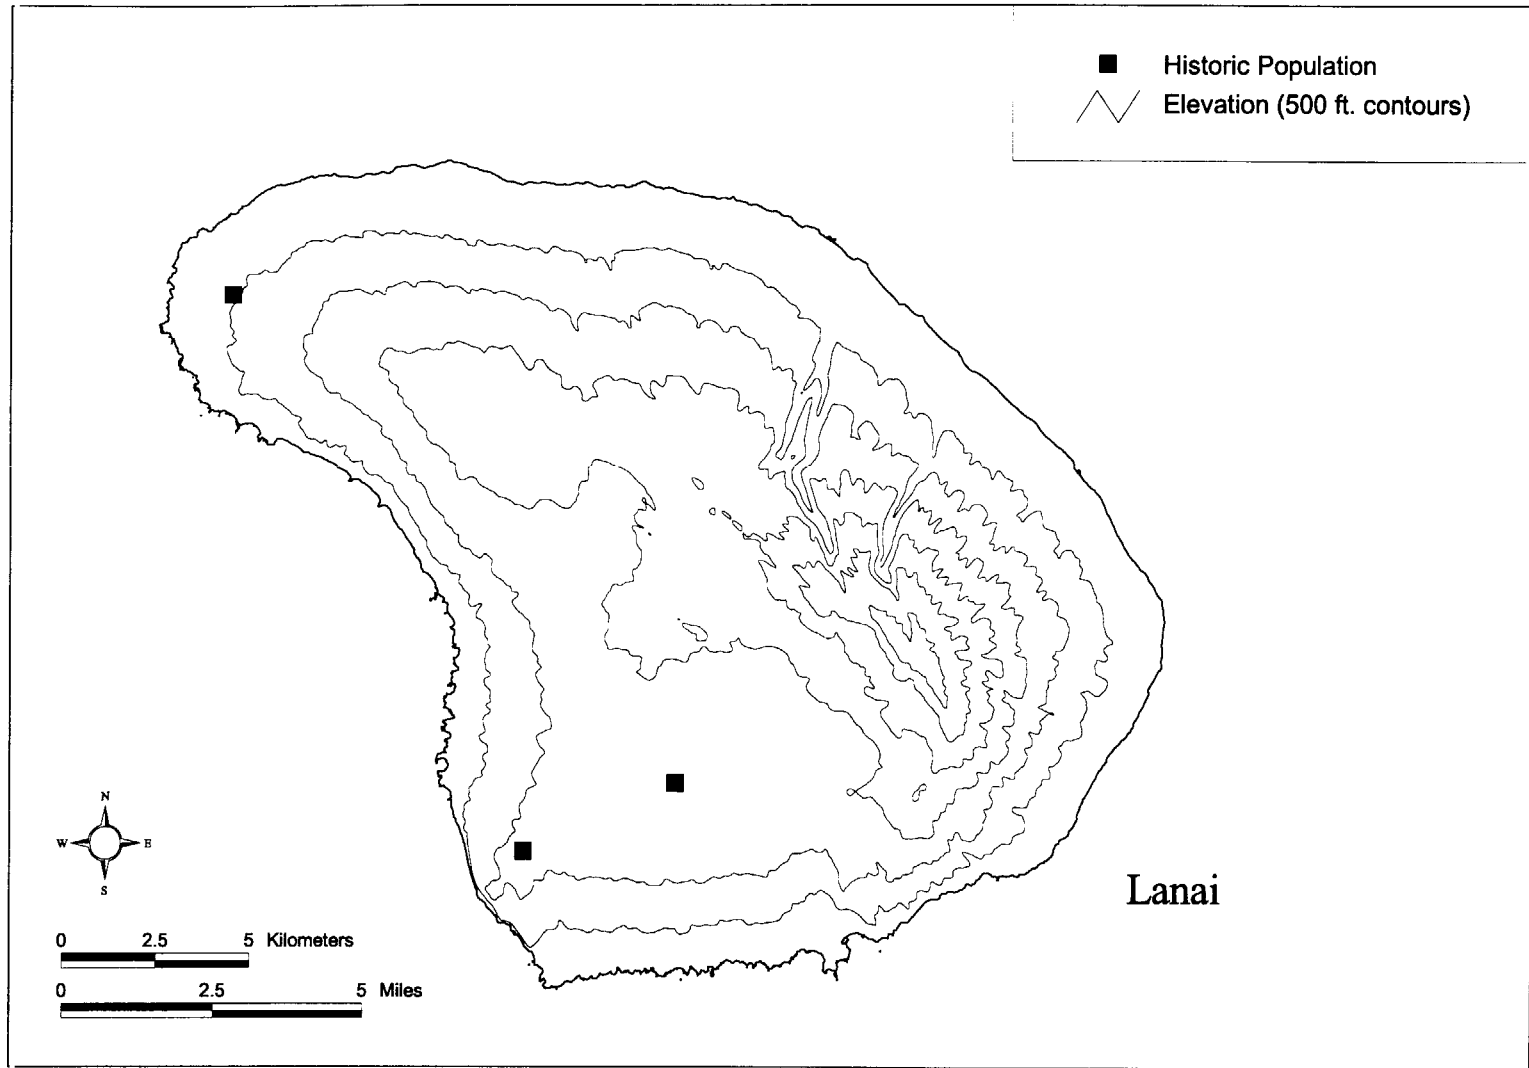 Historic Population
Elevation (500 ft. contours)
N
W E
S
Lanai
0 2.5 5 Kilometers
0 2.5 5 Miles